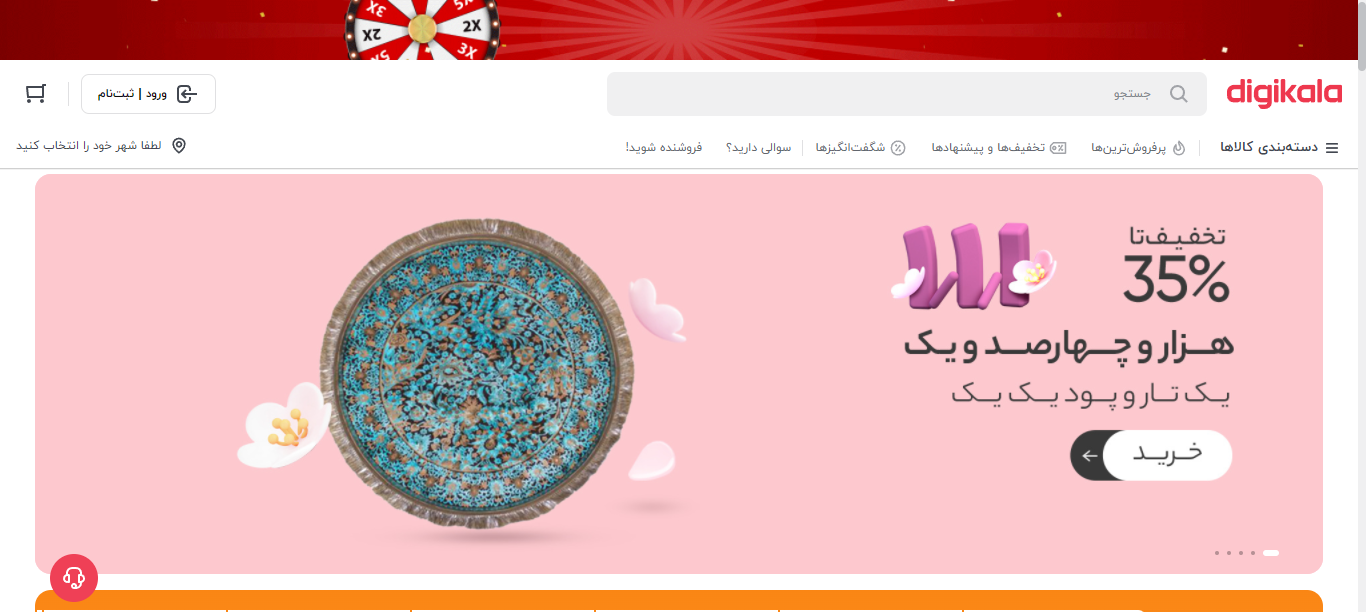 3X
5X
2X
2X
5X
3X
digikala
جستجو
ورود | ثبت‌نام
دسته‌بندی کالاها
پرفروش‌ترین‌ها
تخفیف‌ها و پیشنهادها
شگفت‌انگیزها
سوالی دارید؟
فروشنده شوید!
لطفا شهر خود را انتخاب کنید
تخفیف‌تا
35%
هزار و چهارصد و یک
یک تار و پود یک یک
خرید